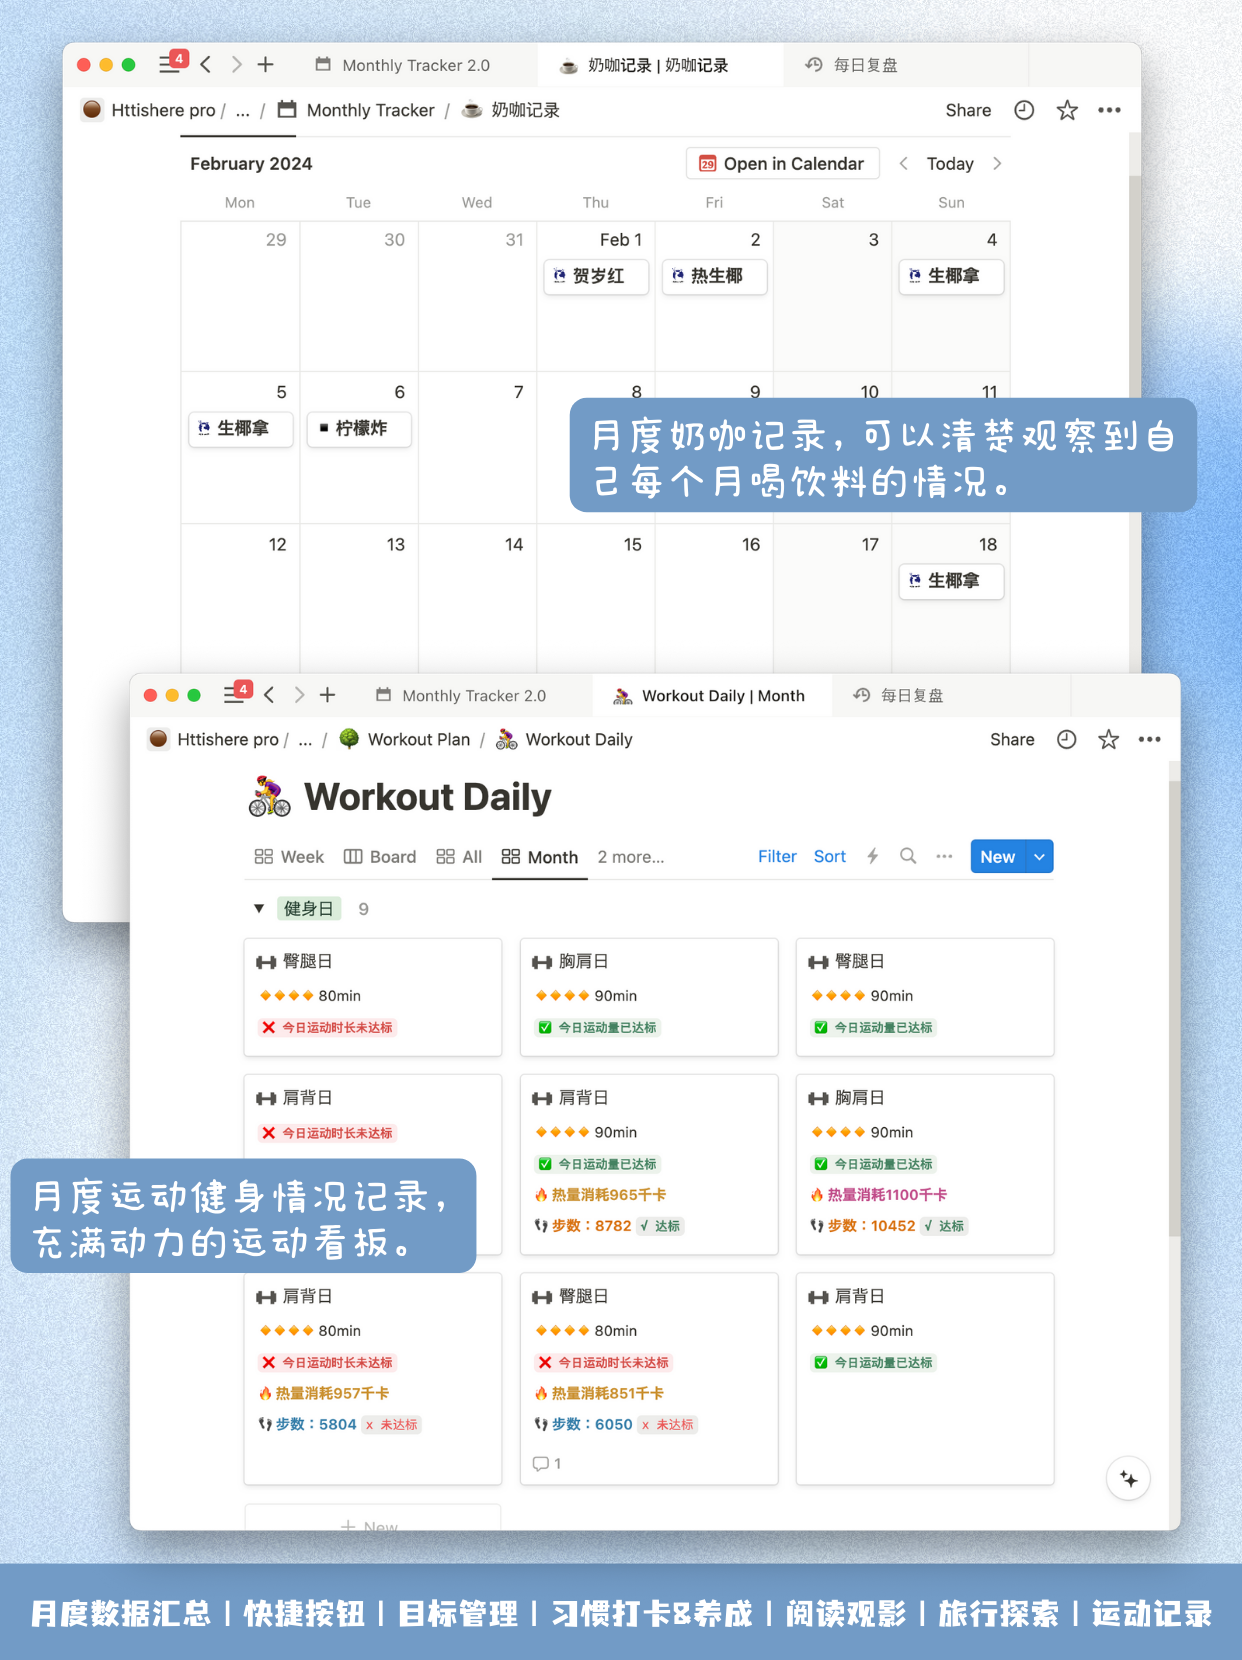 4
Monthly Tracker 2.0
奶咖记录 | 奶咖记录
每日复盘
Httishere pro / ... / Monthly Tracker / 奶咖记录
Share
February 2024
29 Open in Calendar
Today
Mon Tue Wed Thu Fri Sat Sun
29 30 31 Feb 1 2 3 4
贺岁红 热生椰 生椰拿
5 6 7 8 9 10 11
生椰拿 柠檬炸
月度奶咖记录，可以清楚观察到自
己每个月喝饮料的情况。
12 13 14 15 16 17 18
生椰拿
4
Monthly Tracker 2.0
Workout Daily | Month
每日复盘
Httishere pro / ... / Workout Plan / Workout Daily
Share
Workout Daily
Week Board All Month 2 more...
Filter Sort New
健身日 9
臀腿日
80min
今日运动时长未达标
胸肩日
90min
今日运动量已达标
臀腿日
90min
今日运动量已达标
肩背日
今日运动时长未达标
肩背日
90min
今日运动量已达标
热量消耗965千卡
步数：8782 √ 达标
胸肩日
90min
今日运动量已达标
热量消耗1100千卡
步数：10452 √ 达标
月度运动健身情况记录，
充满动力的运动看板。
肩背日
80min
今日运动时长未达标
热量消耗957千卡
步数：5804 x 未达标
臀腿日
80min
今日运动时长未达标
热量消耗851千卡
步数：6050 x 未达标
1
肩背日
90min
今日运动量已达标
+ New
月度数据汇总 | 快捷按钮 | 目标管理 | 习惯打卡&养成 | 阅读观影 | 旅行探索 | 运动记录